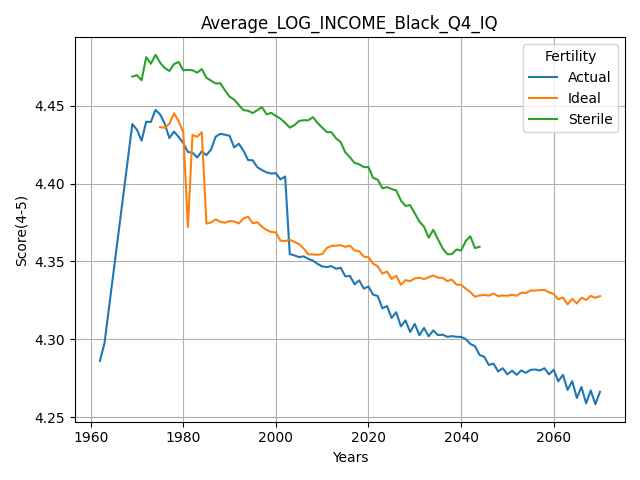 Average_LOG_INCOME_Black_Q4_IQ
Fertility
Actual
Ideal
Sterile
Score(4-5)
4.45
4.40
4.35
4.30
4.25
1960
1980
2000
2020
2040
2060
Years